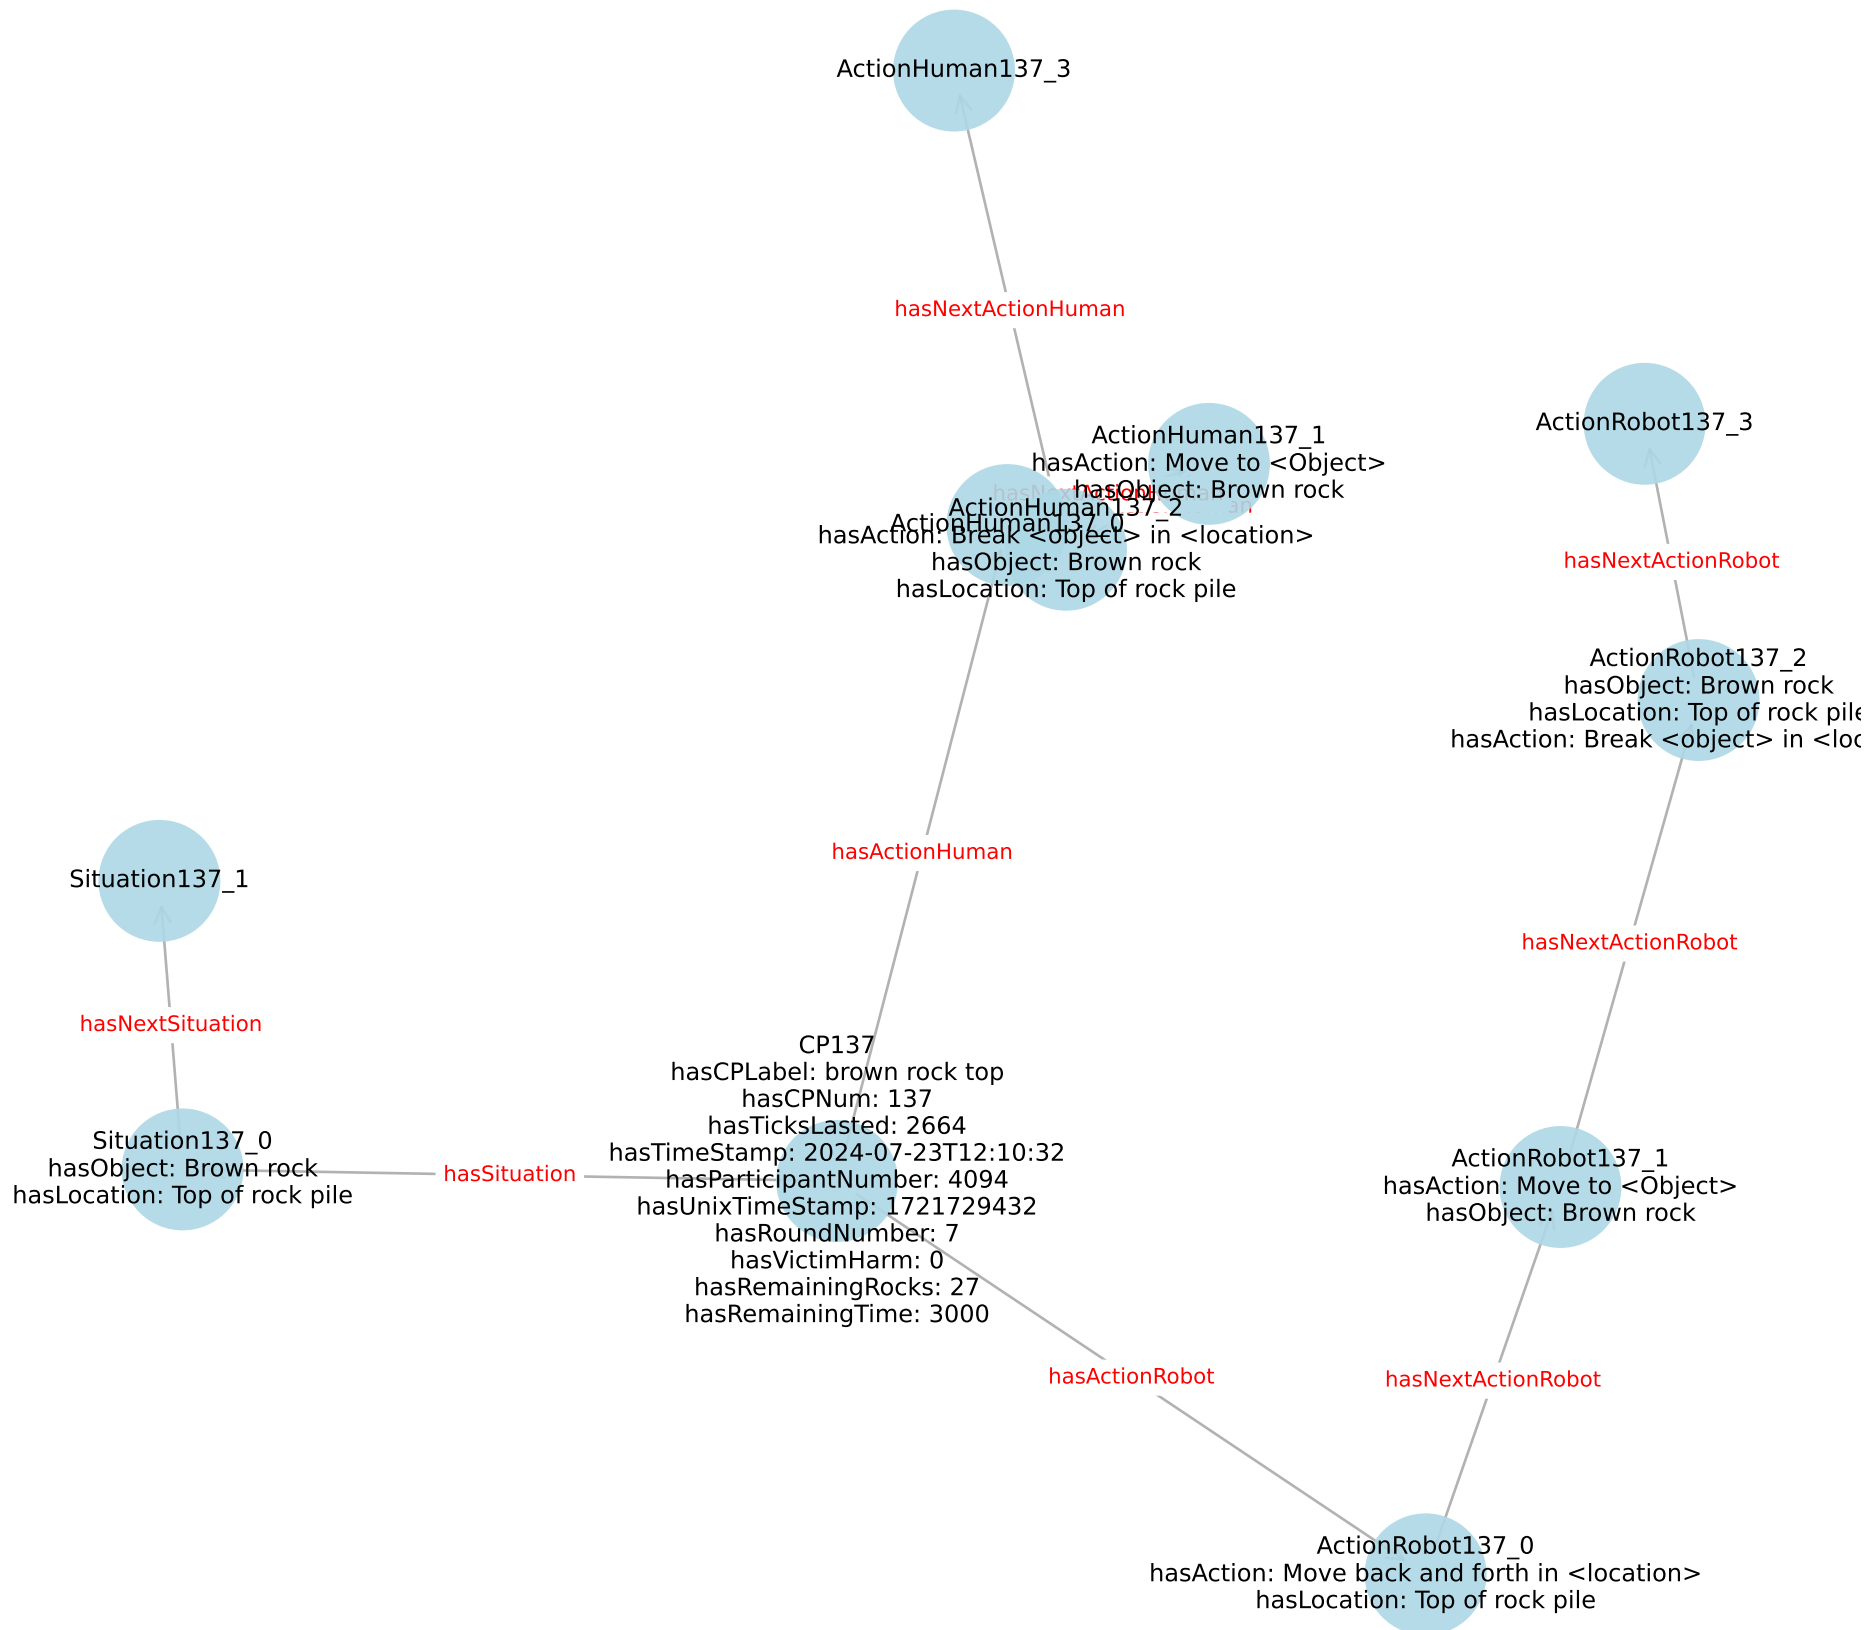 ActionHuman137_3
hasNextActionHuman
ActionHuman137_1
hasAction: Move to <Object>
hasObject: Brown rock
ActionHuman137_2
hasAction: Break <object> in <location>
hasObject: Brown rock
hasLocation: Top of rock pile
ActionHuman137_0
hasNextActionHuman
ActionRobot137_3
hasNextActionRobot
ActionRobot137_2
hasObject: Brown rock
hasLocation: Top of rock pile
hasAction: Break <object> in <loc
hasActionHuman
Situation137_1
hasNextActionRobot
hasNextSituation
Situation137_0
hasObject: Brown rock
hasLocation: Top of rock pile
hasSituation
CP137
hasCPLabel: brown rock top
hasCPNum: 137
hasTicksLasted: 2664
hasTimeStamp: 2024-07-23T12:10:32
hasParticipantNumber: 4094
hasUnixTimeStamp: 1721729432
hasRoundNumber: 7
hasVictimHarm: 0
hasRemainingRocks: 27
hasRemainingTime: 3000
ActionRobot137_1
hasAction: Move to <Object>
hasObject: Brown rock
hasActionRobot
hasNextActionRobot
ActionRobot137_0
hasAction: Move back and forth in <location>
hasLocation: Top of rock pile